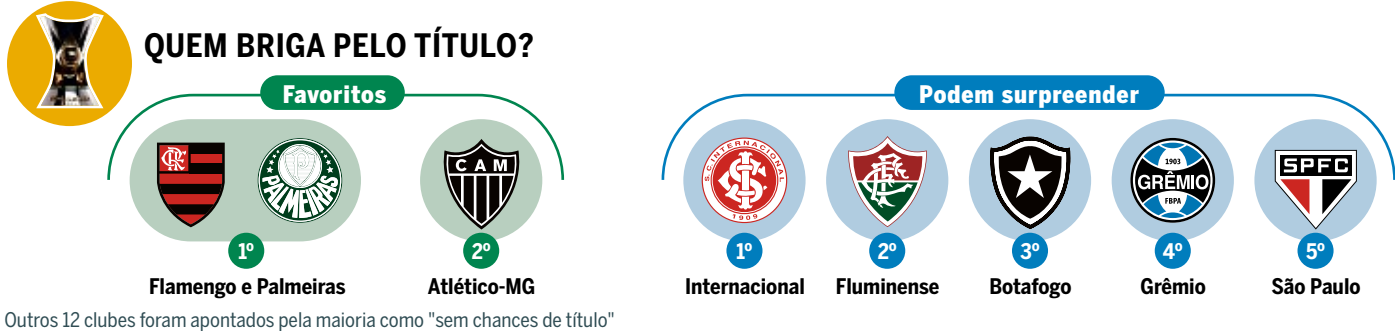 QUEM BRIGA PELO TÍTULO?
Favoritos
CRF
PALMEIRAS
CAM
1º
2º
Flamengo e Palmeiras
Atlético-MG
Podem surpreender
S.C. INTERNACIONAL
1909
1903
GRÊMIO
FBPA
SPFC
1º
2º
3º
4º
5º
Internacional
Fluminense
Botafogo
Grêmio
São Paulo
Outros 12 clubes foram apontados pela maioria como "sem chances de título"